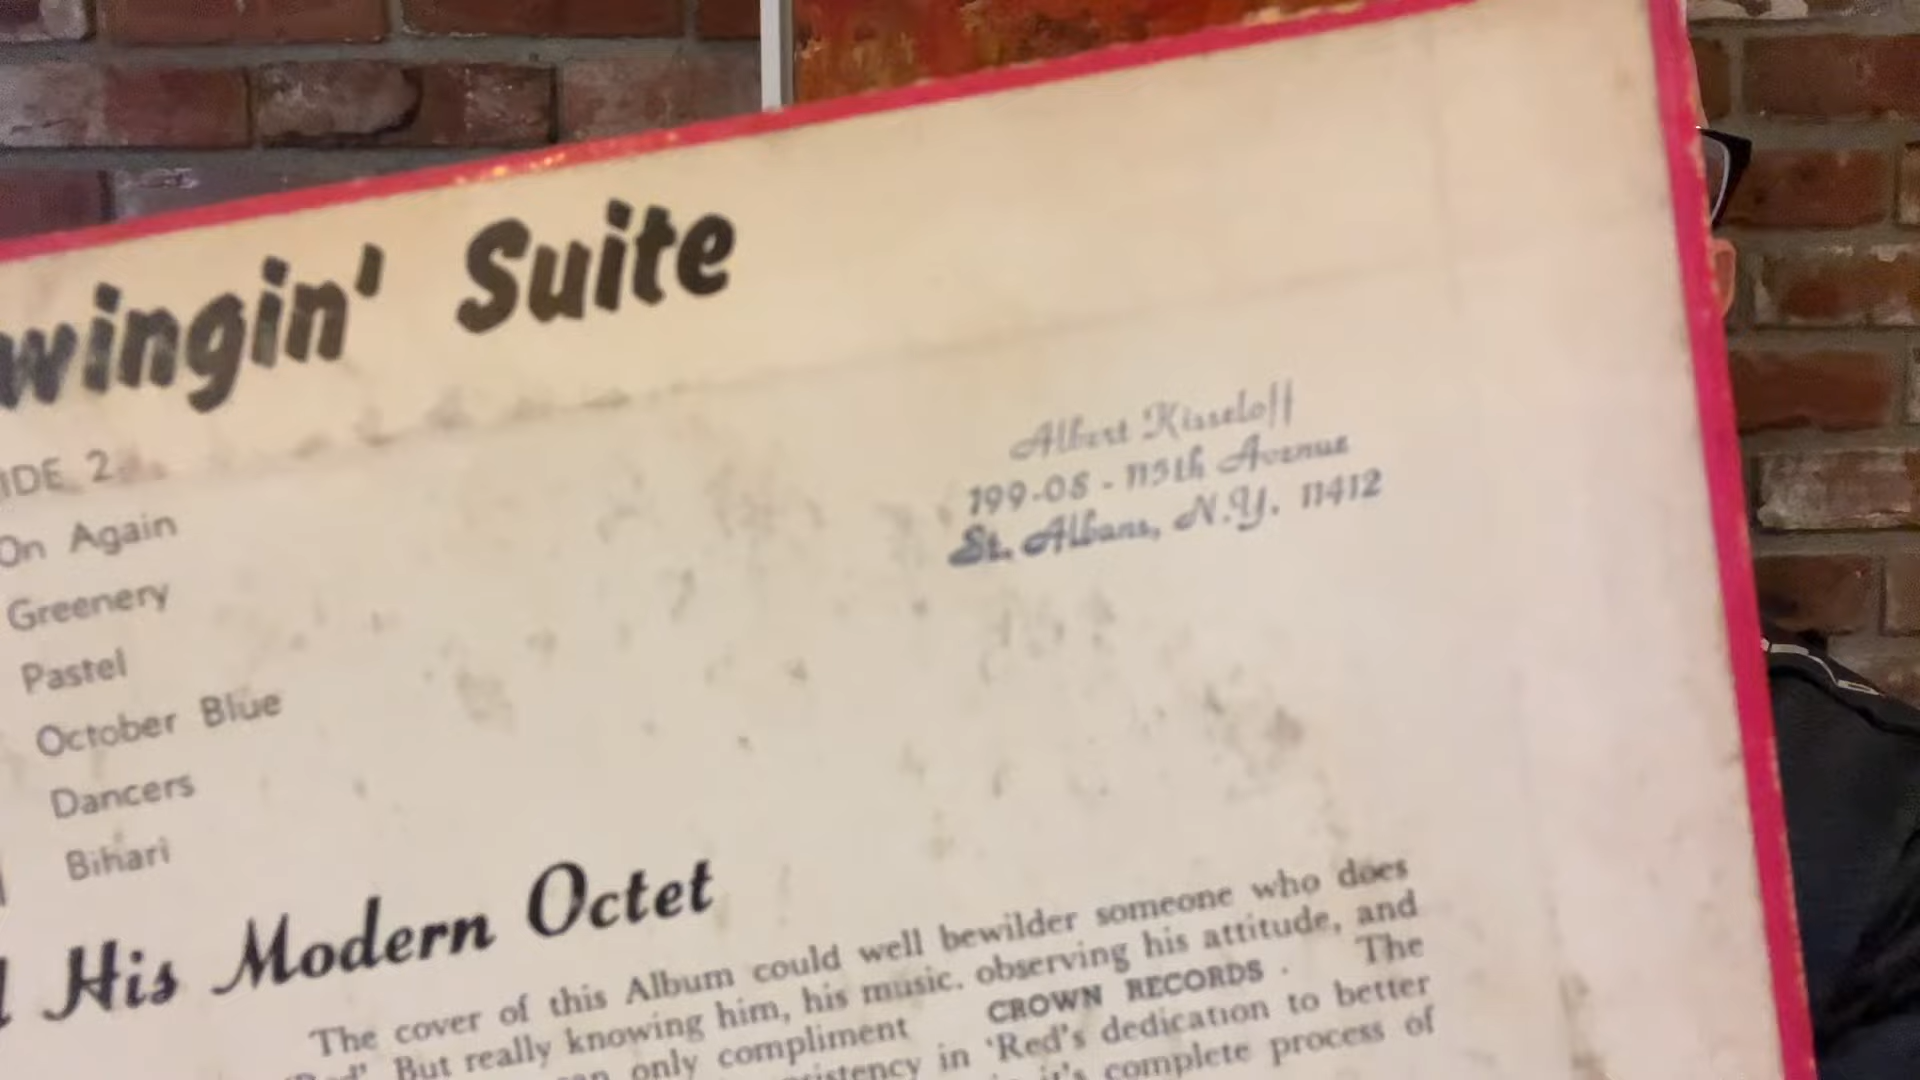 wingin' Suite
IDE 2
On Again
Greenery
Pastel
October Blue
Dancers
Bihari
Albert Kisseloff
199-08 - 115th Avenue
St. Albans, N.Y. 11412
His Modern Octet
The cover of this Album could well bewilder someone who does
But really knowing him, his music, observing his attitude, and
only compliment CROWN RECORDS. The
in 'Red's dedication to better
it's complete process of